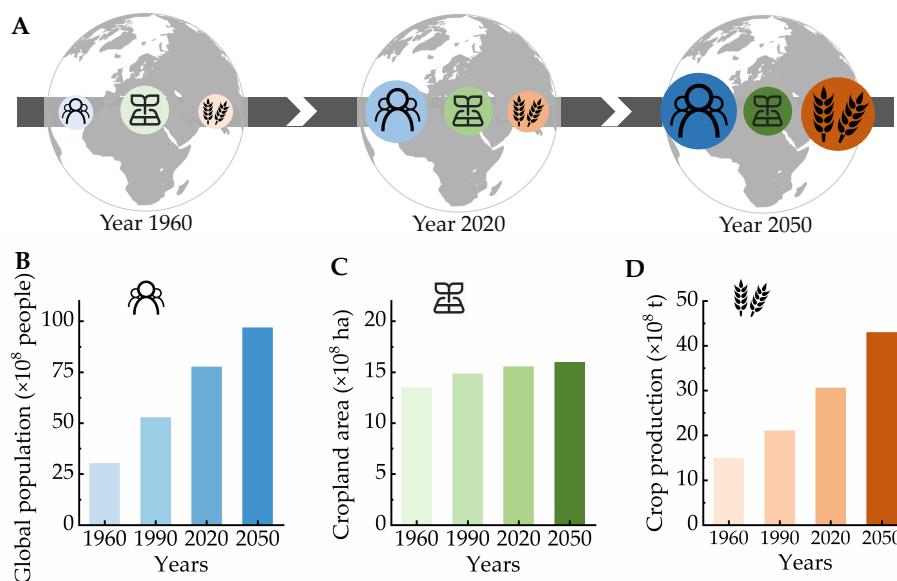 A
Year 1960
Year 2020
Year 2050
B
Global population (×10⁸ people)
100
75
50
25
0
1960 1990 2020 2050
Years
C
Cropland area (×10⁸ ha)
20
15
10
5
0
1960 1990 2020 2050
Years
D
Crop production (×10⁸ t)
50
40
30
20
10
0
1960 1990 2020 2050
Years